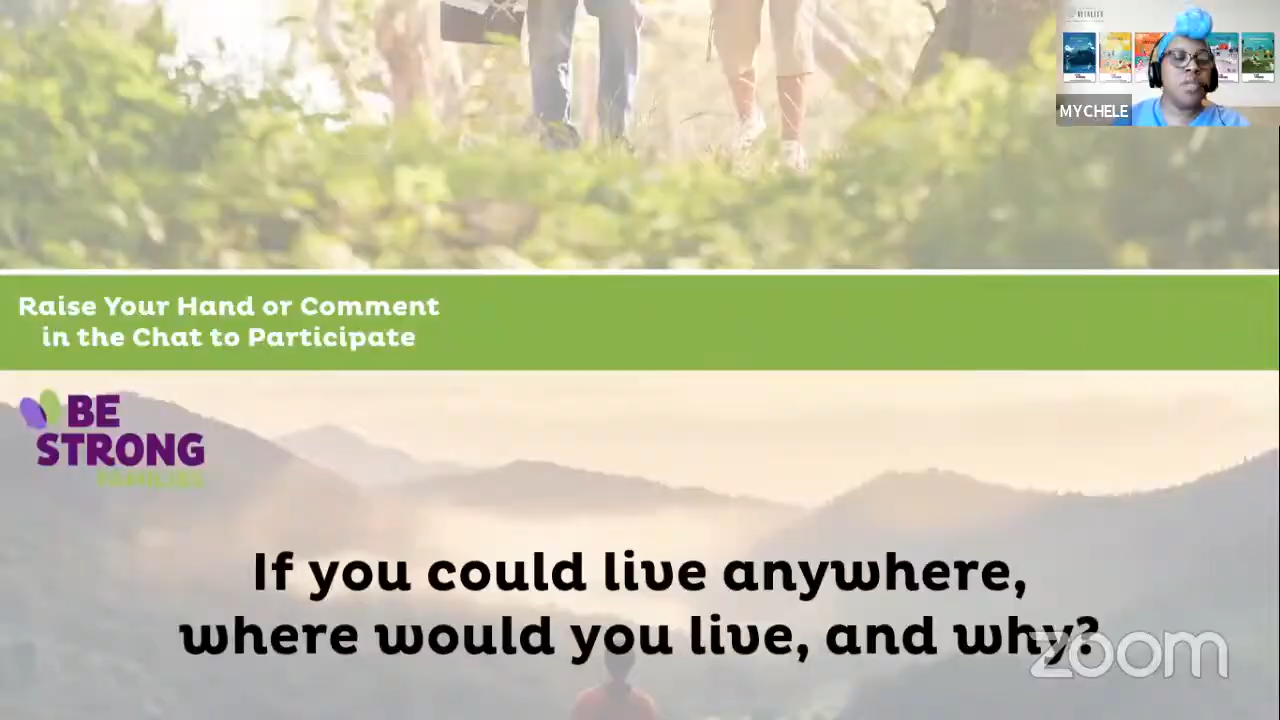 VITALITY
MYCHELE
Raise Your Hand or Comment
in the Chat to Participate
BE
STRONG
FAMILIES
If you could live anywhere,
where would you live, and why?
zoom